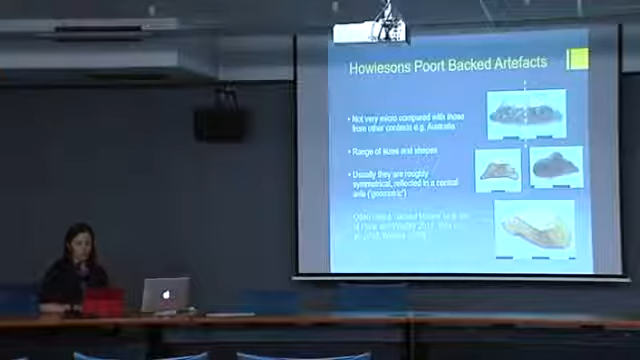 Howiesons Poort Backed Artefacts
• Not very micro compared with those
from other contexts e.g. Australia
• Range of sizes and shapes
• Usually they are roughly
symmetrical, reflected in a central
axis ('geometric')